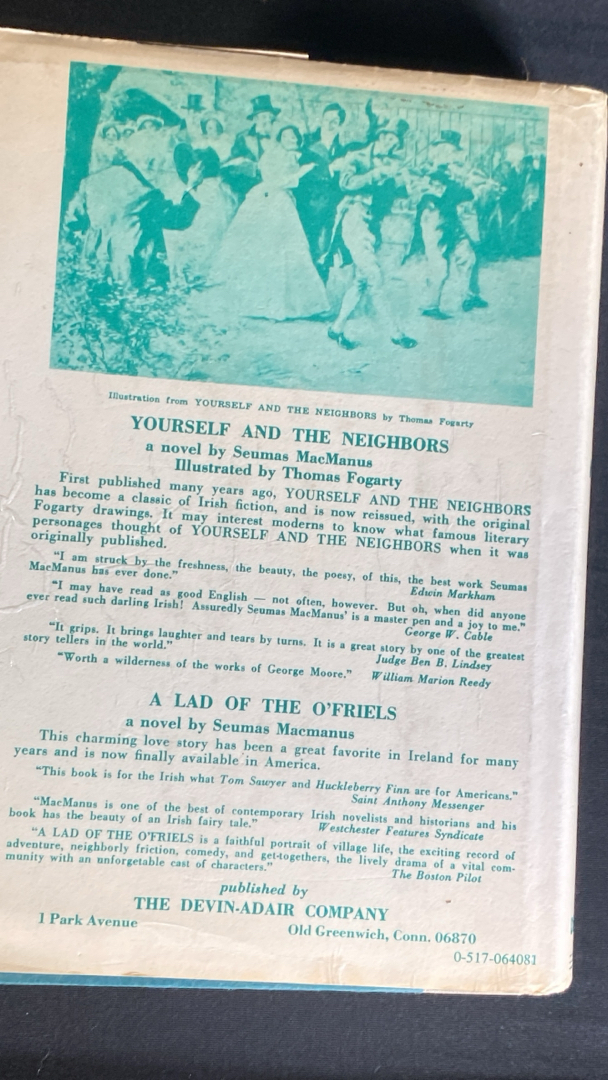 Illustration from YOURSELF AND THE NEIGHBORS by Thomas Fogarty
YOURSELF AND THE NEIGHBORS
a novel by Seumas MacManus
Illustrated by Thomas Fogarty
First published many years ago, YOURSELF AND THE NEIGHBORS
has become a classic of Irish fiction, and is now reissued, with the original
Fogarty drawings. It may interest moderns to know what famous literary
personages thought of YOURSELF AND THE NEIGHBORS when it was
originally published.
"I am struck by the freshness, the beauty, the poesy, of this, the best work Seumas
MacManus has ever done."
Edwin Markham
"I may have read as good English — not often, however. But oh, when did anyone
ever read such darling Irish! Assuredly Seumas MacManus' is a master pen and a joy to me."
George W. Cable
"It grips. It brings laughter and tears by turns. It is a great story by one of the greatest
story tellers in the world."
Judge Ben B. Lindsey
"Worth a wilderness of the works of George Moore." William Marion Reedy
A LAD OF THE O'FRIELS
a novel by Seumas Macmanus
This charming love story has been a great favorite in Ireland for many
years and is now finally available in America.
"This book is for the Irish what Tom Sawyer and Huckleberry Finn are for Americans."
Saint Anthony Messenger
"MacManus is one of the best of contemporary Irish novelists and historians and his
book has the beauty of an Irish fairy tale." Westchester Features Syndicate
"A LAD OF THE O'FRIELS is a faithful portrait of village life, the exciting record of
adventure, neighborly friction, comedy, and get-togethers, the lively drama of a vital com-
munity with an unforgettable cast of characters."
The Boston Pilot
published by
THE DEVIN-ADAIR COMPANY
1 Park Avenue Old Greenwich, Conn. 06870
0-517-064081